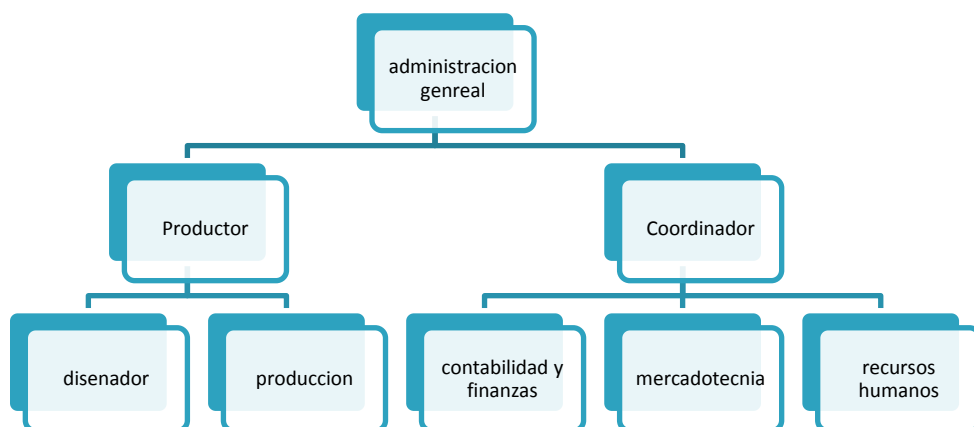 administracion
genreal
Productor
Coordinador
disenador
produccion
contabilidad y
finanzas
mercadotecnia
recursos
humanos